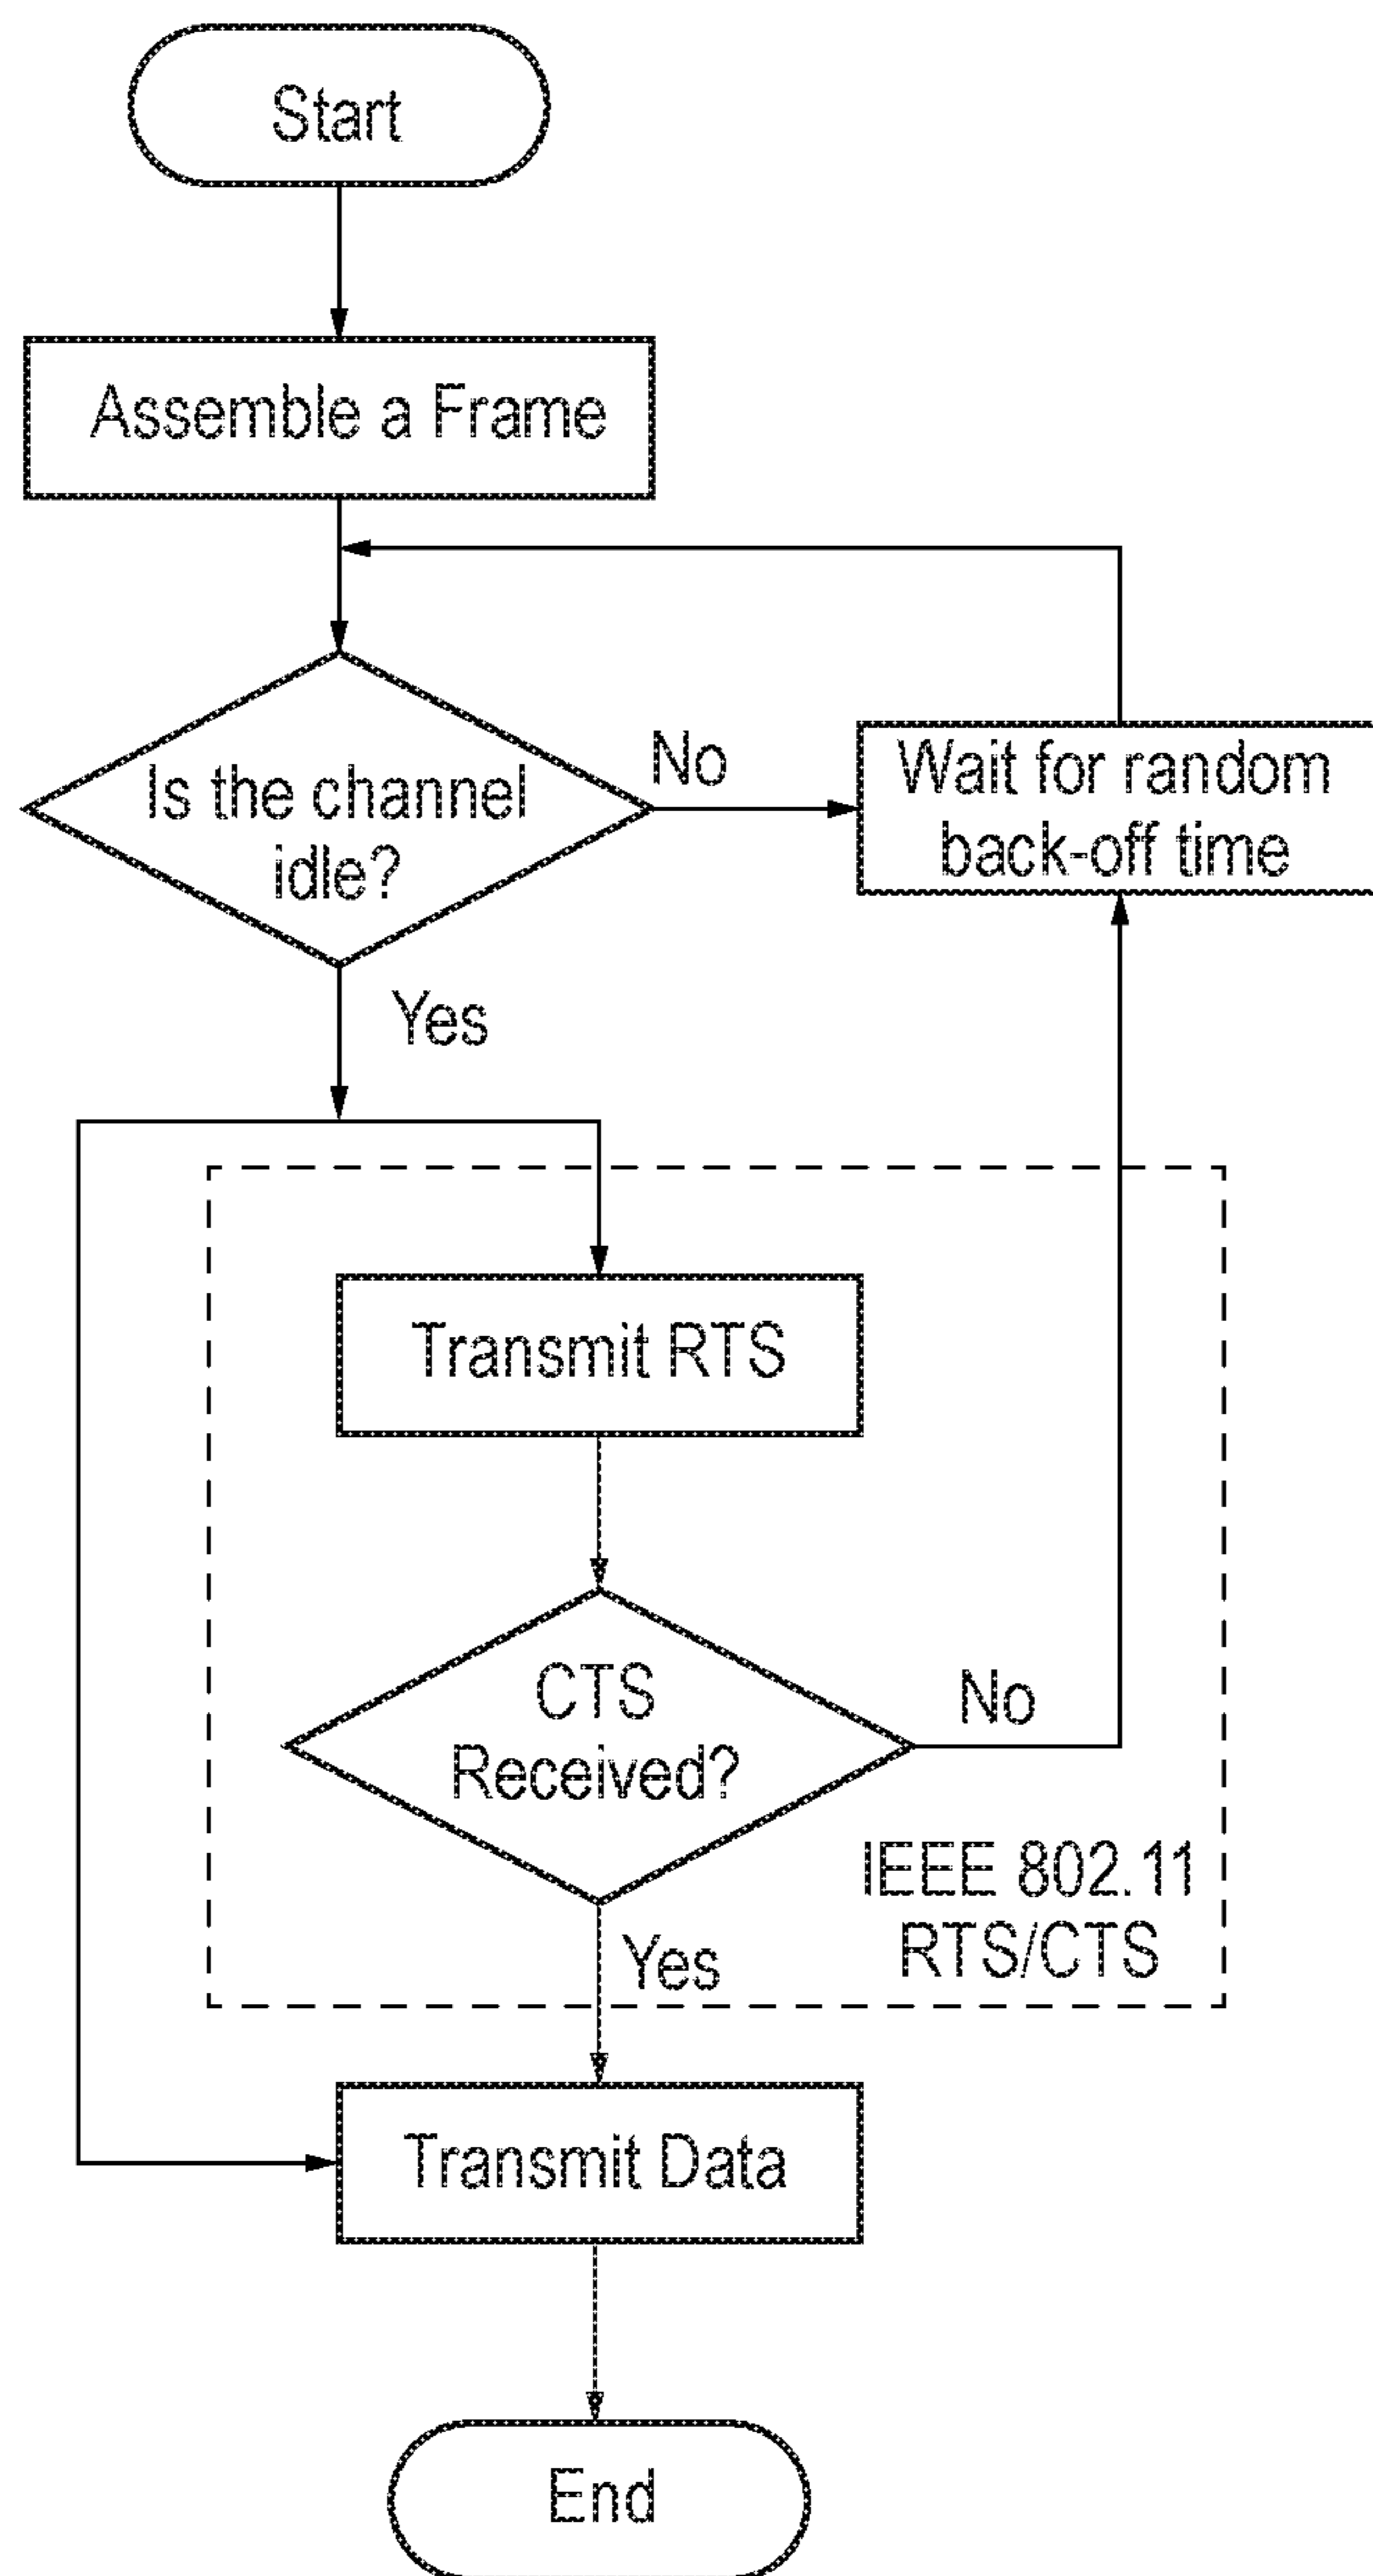 Start
Assemble a Frame
Is the channel
idle?
No
Wait for random
back-off time
Yes
Transmit RTS
CTS
Received?
No
IEEE 802.11
RTS/CTS
Yes
Transmit Data
End